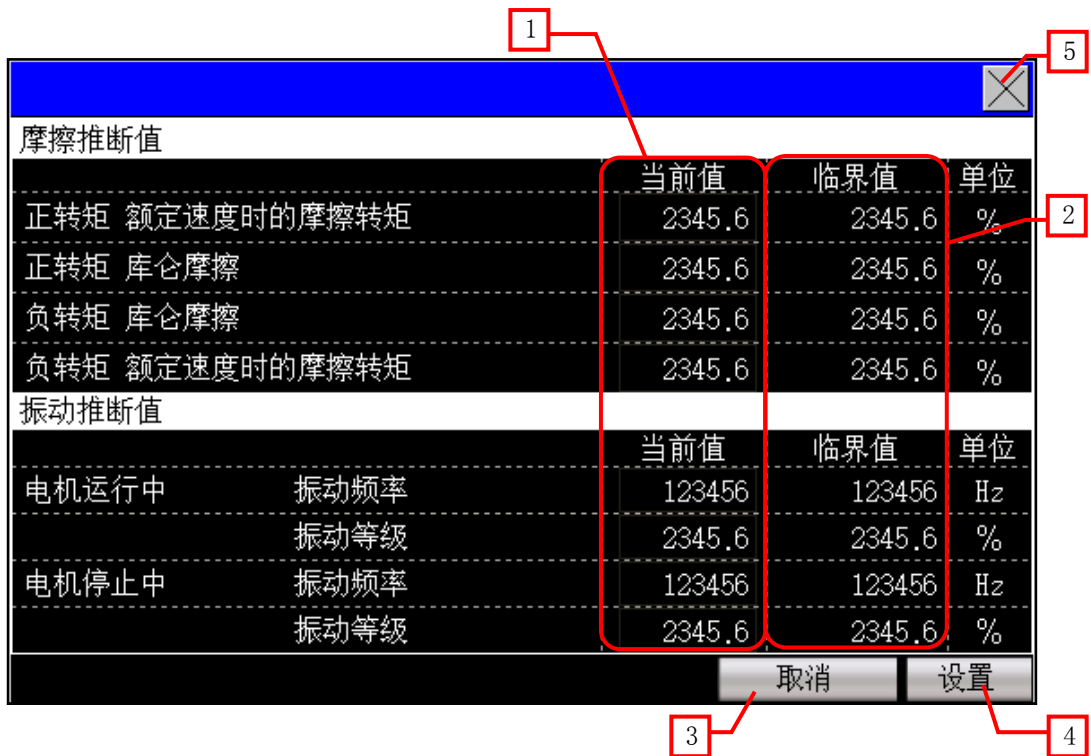 1
5
摩擦推断值
当前值 临界值 单位
正转矩 额定速度时的摩擦转矩 2345.6 2345.6 %
2
正转矩 库仑摩擦 2345.6 2345.6 %
负转矩 库仑摩擦 2345.6 2345.6 %
负转矩 额定速度时的摩擦转矩 2345.6 2345.6 %
振动推断值
当前值 临界值 单位
电机运行中 振动频率 123456 123456 Hz
振动等级 2345.6 2345.6 %
电机停止中 振动频率 123456 123456 Hz
振动等级 2345.6 2345.6 %
取消 设置
3 4